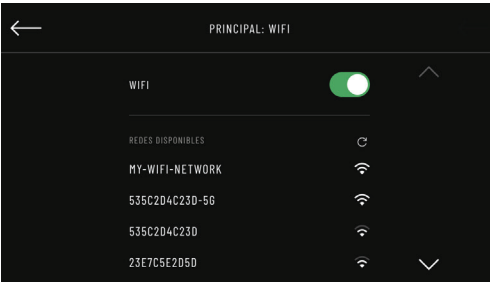 PRINCIPAL: WIFI
WIFI
REDES DISPONIBLES
MY-WIFI-NETWORK
535C2D4C23D-5G
535C2D4C23D
23E7C5E2D5D